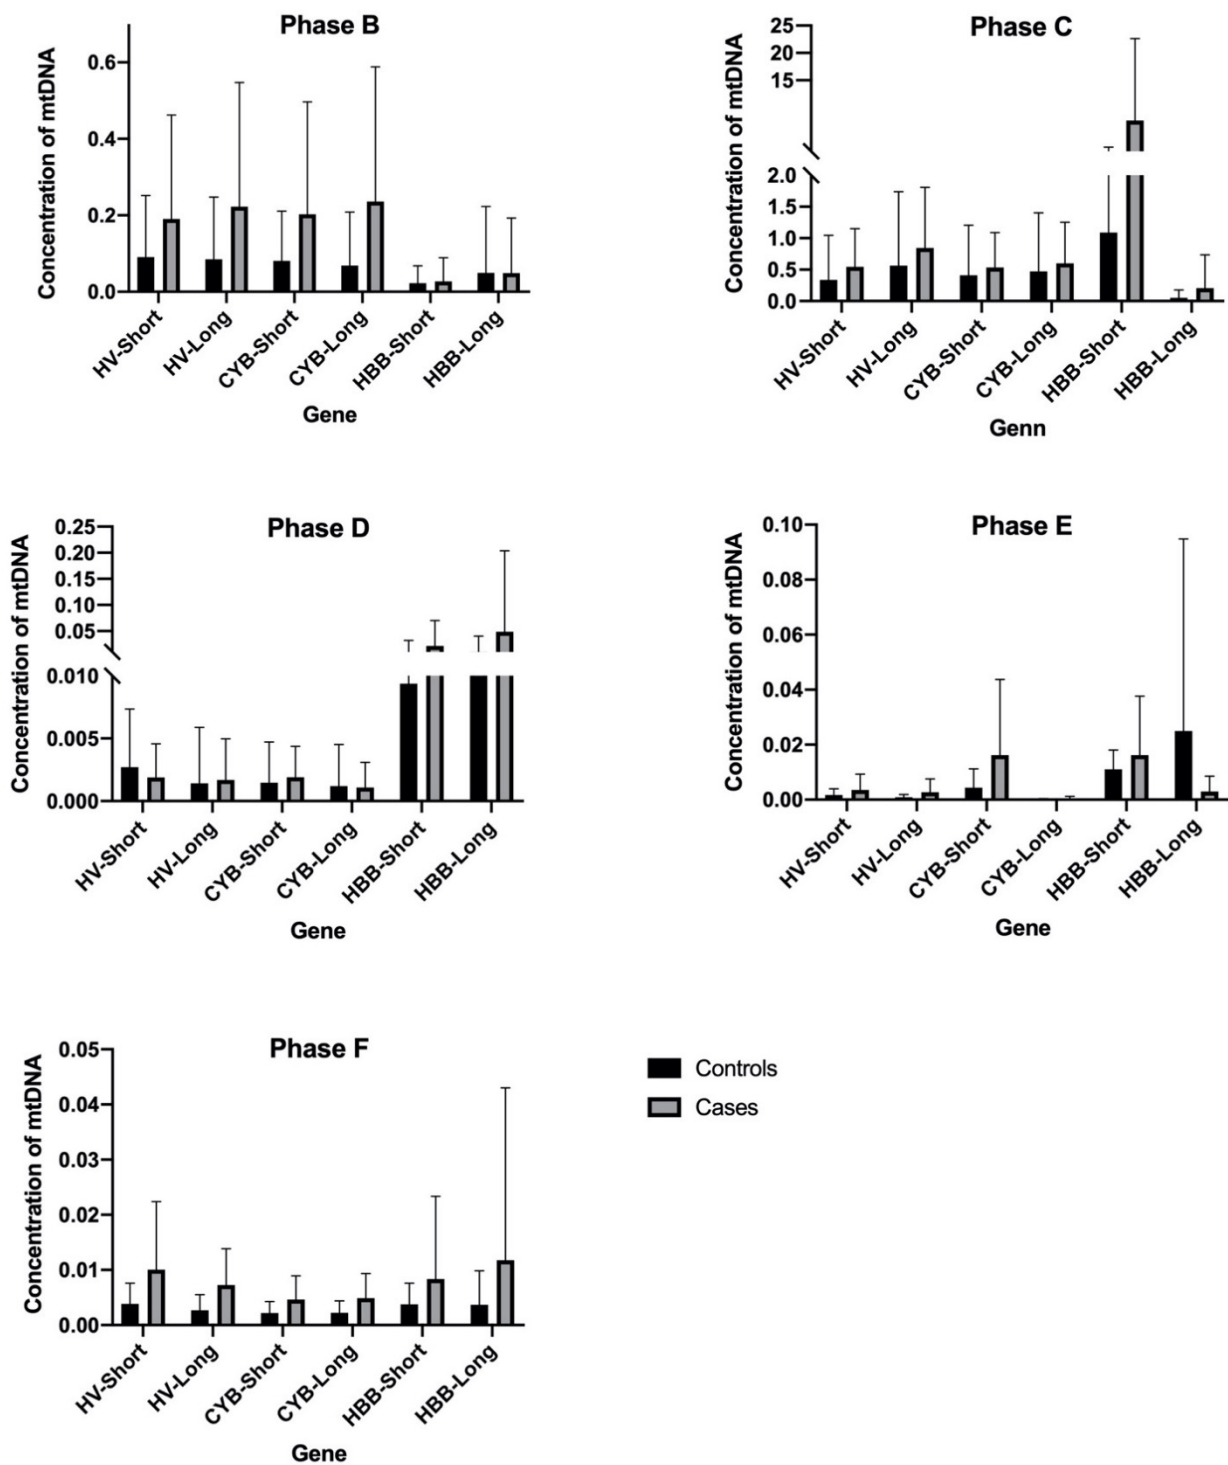 Phase B
Concentration of mtDNA
0.6
0.4
0.2
0.0
HV-Short
HV-Long
CYB-Short
CYB-Long
HBB-Short
HBB-Long
Gene
Phase C
Concentration of mtDNA
25
20
15
2.0
1.5
1.0
0.5
0.0
HV-Short
HV-Long
CYB-Short
CYB-Long
HBB-Short
HBB-Long
Genn
Phase D
Concentration of mtDNA
0.25
0.20
0.15
0.10
0.05
0.010
0.005
0.000
HV-Short
HV-Long
CYB-Short
CYB-Long
HBB-Short
HBB-Long
Gene
Phase E
Concentration of mtDNA
0.10
0.08
0.06
0.04
0.02
0.00
HV-Short
HV-Long
CYB-Short
CYB-Long
HBB-Short
HBB-Long
Gene
Phase F
Concentration of mtDNA
0.05
0.04
0.03
0.02
0.01
0.00
HV-Short
HV-Long
CYB-Short
CYB-Long
HBB-Short
HBB-Long
Gene
Controls
Cases